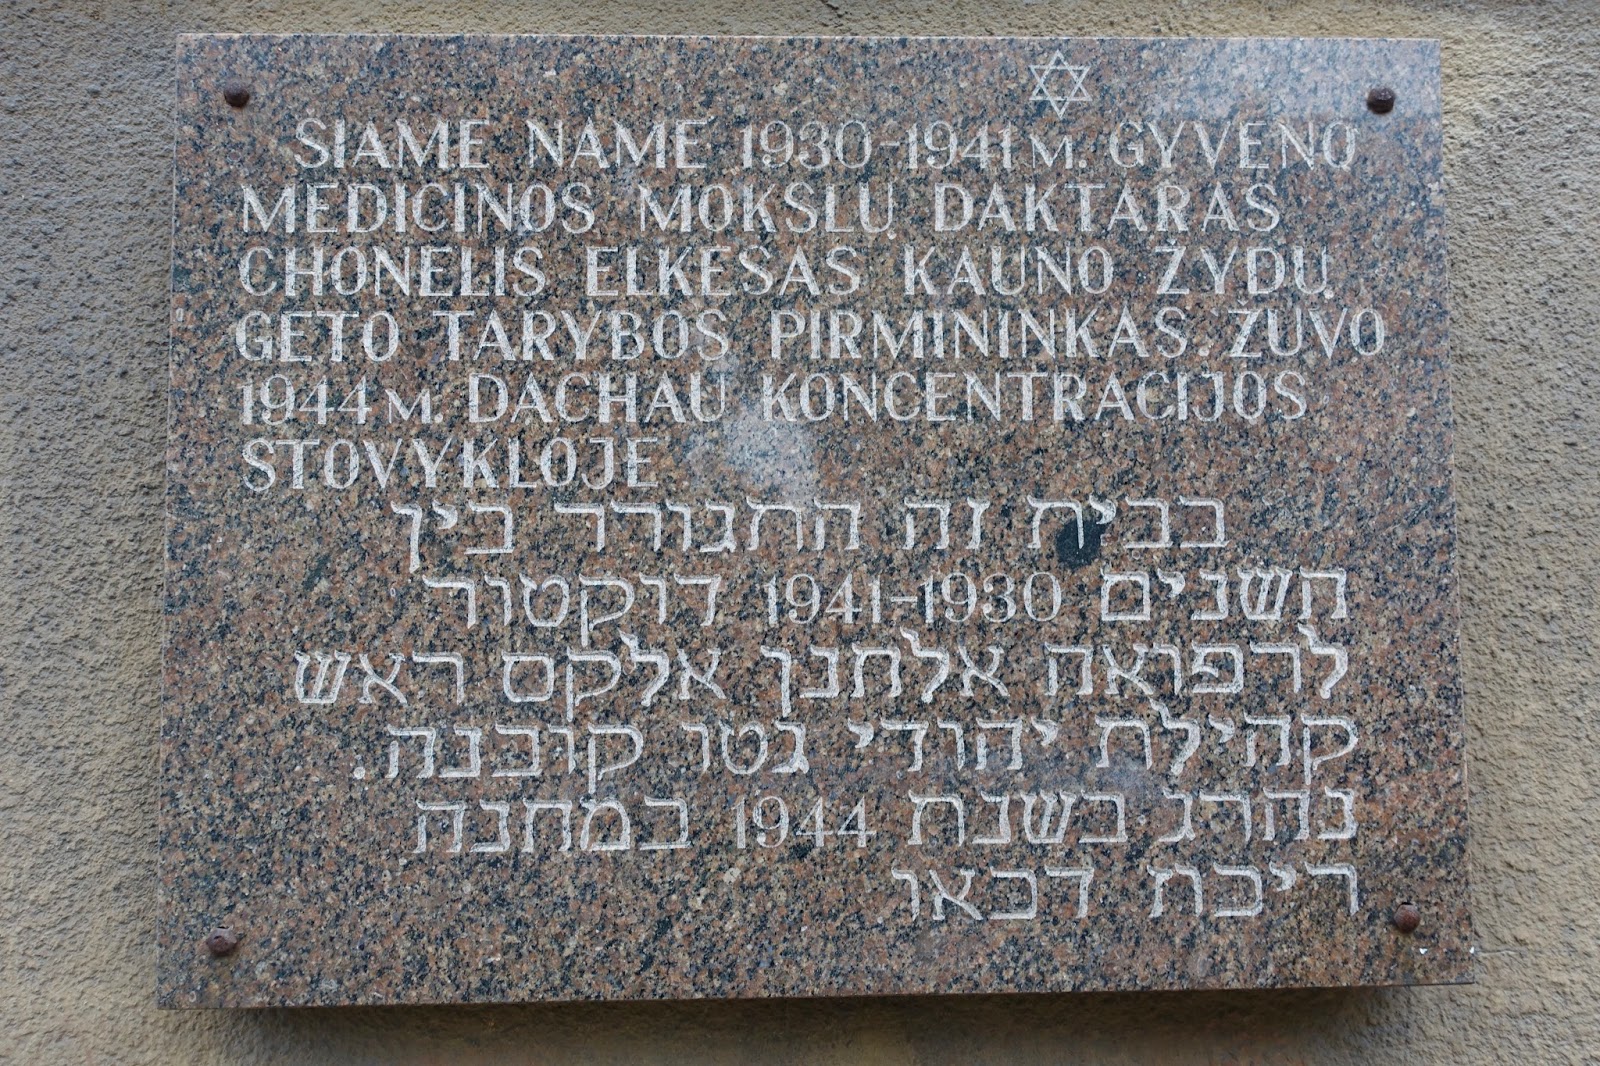 ŠIAME NAME 1930-1941 M. GYVENO
MEDICINOS MOKSLŲ DAKTARAS
CHONELIS ELKESAS KAUNO ŽYDŲ
GETO TARYBOS PIRMININKAS. ŽUVO
1944 M. DACHAU KONCENTRACIJOS
STOVYKLOJE
בבית זה התגורר בין
השנים 1941-1930 דוקטור
לרפואה אלחנן אלקס ראש
קהילת יהודי גטו קובנה.
נהרג בשנת 1944 במחנה
ריכוז דכאו